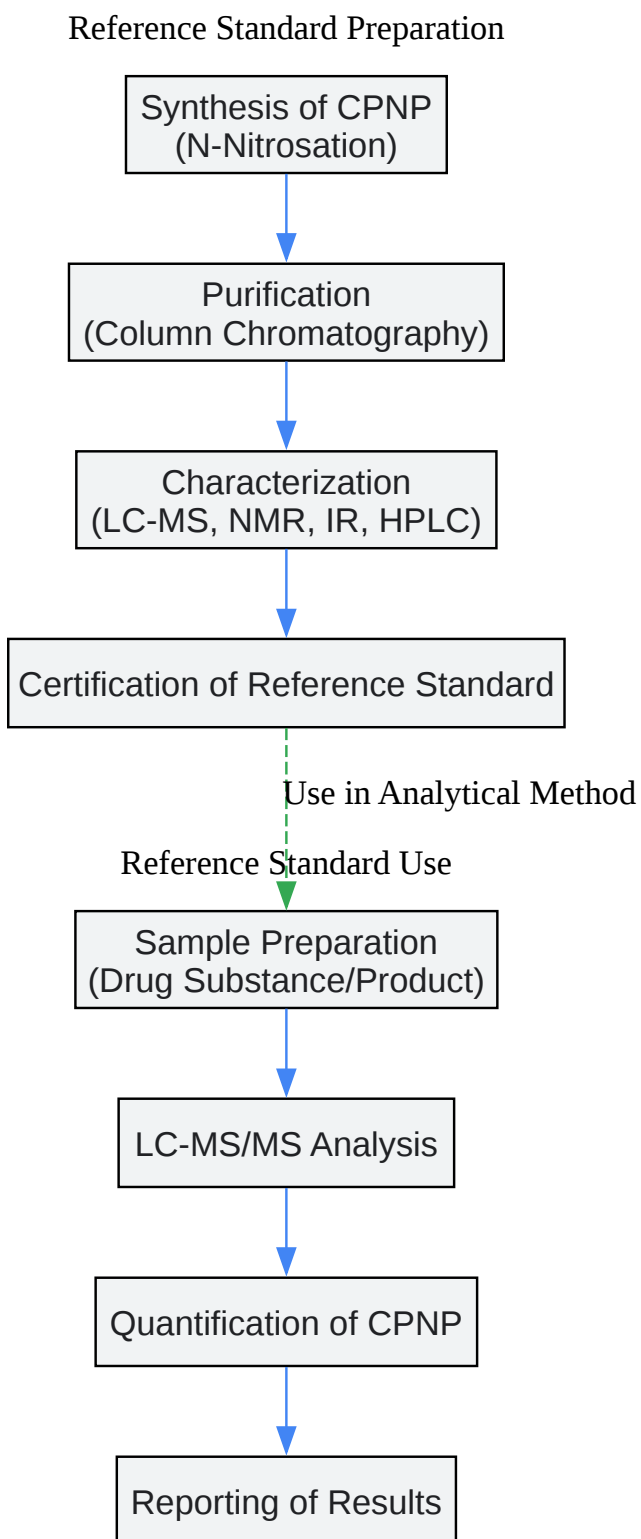 Reference Standard Preparation
Synthesis of CPNP
(N-Nitrosation)
Purification
(Column Chromatography)
Characterization
(LC-MS, NMR, IR, HPLC)
Certification of Reference Standard
Use in Analytical Method
Reference Standard Use
Sample Preparation
(Drug Substance/Product)
LC-MS/MS Analysis
Quantification of CPNP
Reporting of Results